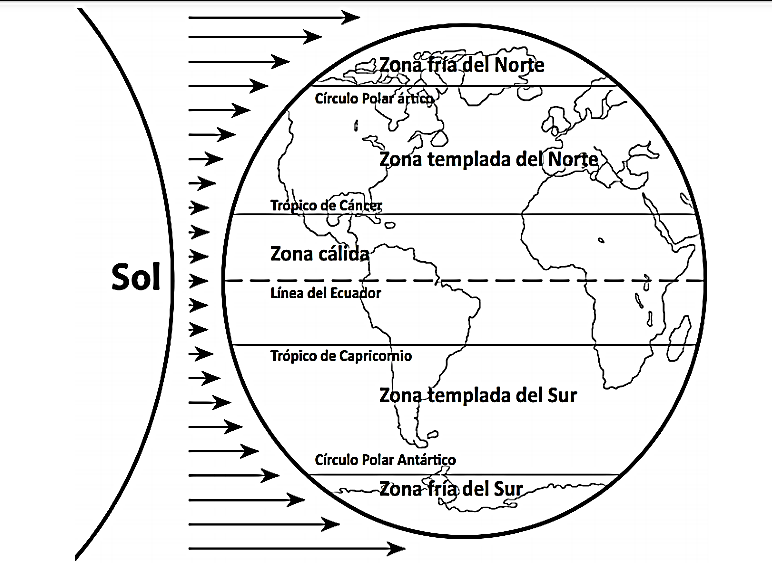 Zona fría del Norte
Círculo Polar ártico
Zona templada del Norte
Trópico de Cáncer
Zona cálida
Sol
Línea del Ecuador
Trópico de Capricornio
Zona templada del Sur
Círculo Polar Antártico
Zona fría del Sur